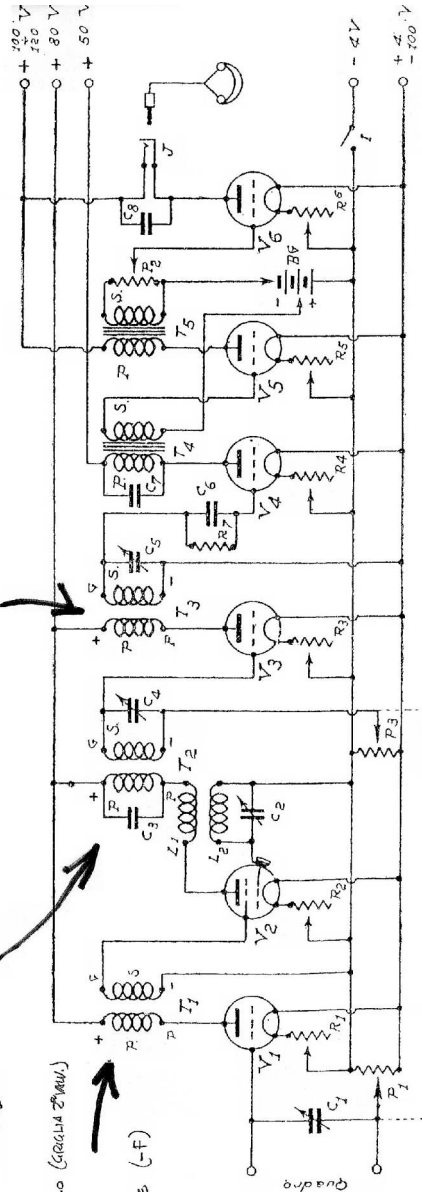 (GRIGLIA 2ª VALV.)
(-F)
+ 100 ÷ 120 V
+ 80 V
+ 50 V
+
P.
P
G
S
-
T1
+
P.
P.
C3
G
S.
-
C4
T2
L1
L2
C2
+
P
P
G
S.
-
C5
T3
R7
C6
P.
C7
S.
T4
P.
S.
T5
P2
C8
J
V1
V2
V3
V4
V5
V6
R1
R2
R3
R4
R5
R6
-
BG
+
Quadro
C1
P1
P3
I
- 4V
+ 4
- 100 V